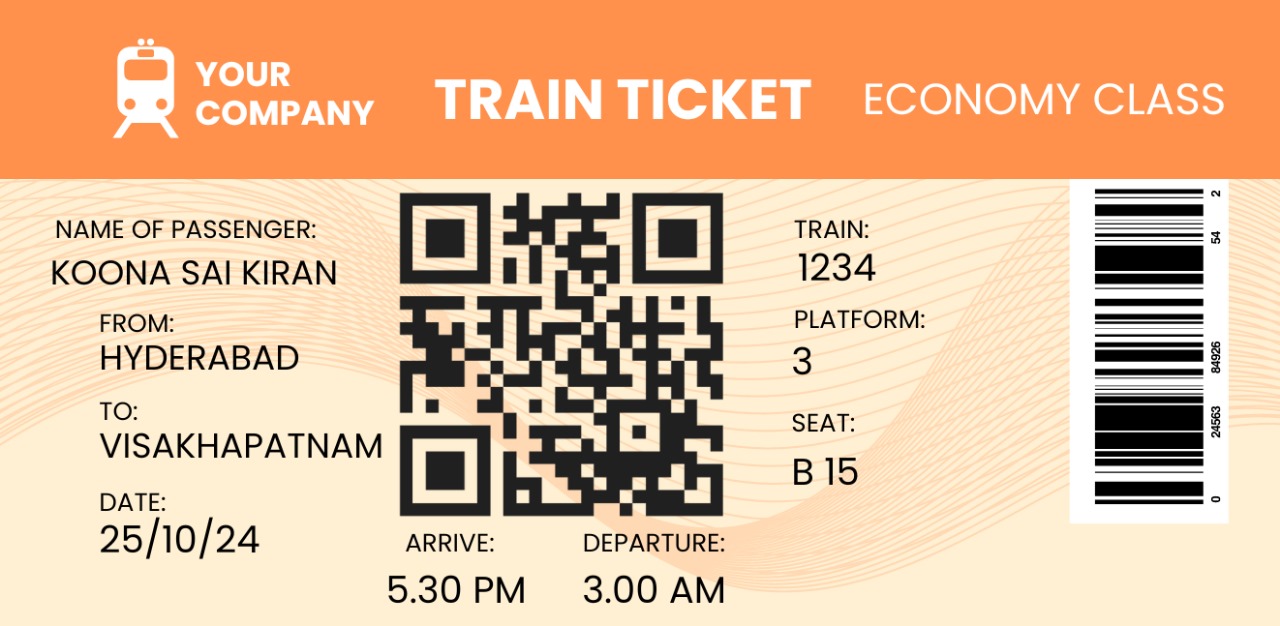 YOUR
COMPANY
TRAIN TICKET
ECONOMY CLASS
NAME OF PASSENGER:
KOONA SAI KIRAN
FROM:
HYDERABAD
TO:
VISAKHAPATNAM
DATE:
25/10/24
ARRIVE:
5.30 PM
DEPARTURE:
3.00 AM
TRAIN:
1234
PLATFORM:
3
SEAT:
B 15
0 24563 84926 54 2